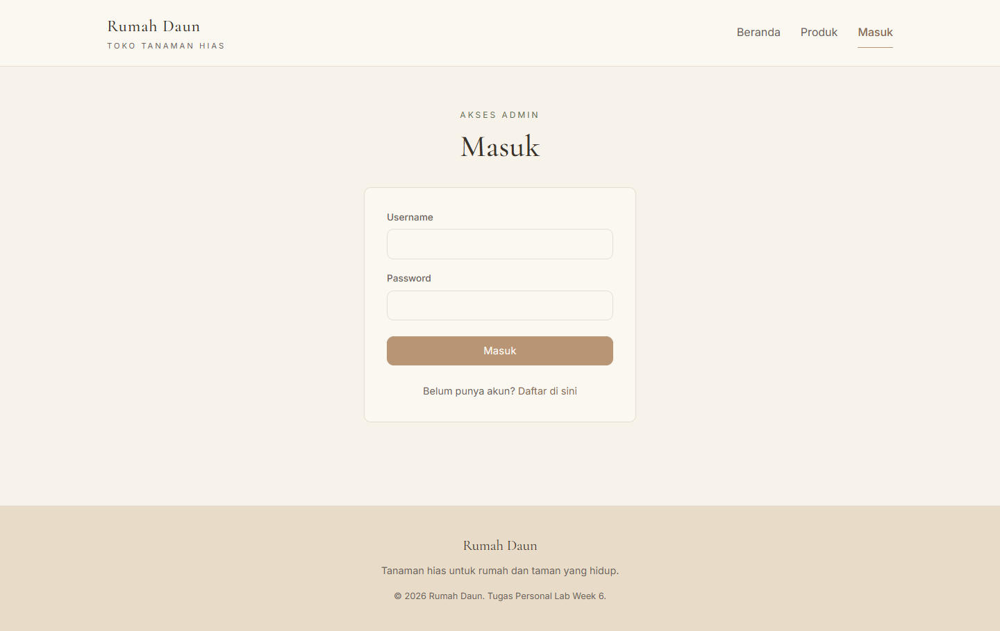 Rumah Daun
TOKO TANAMAN HIAS
Beranda Produk Masuk
AKSES ADMIN
Masuk
Username
Password
Masuk
Belum punya akun? Daftar di sini
Rumah Daun
Tanaman hias untuk rumah dan taman yang hidup.
© 2026 Rumah Daun. Tugas Personal Lab Week 6.